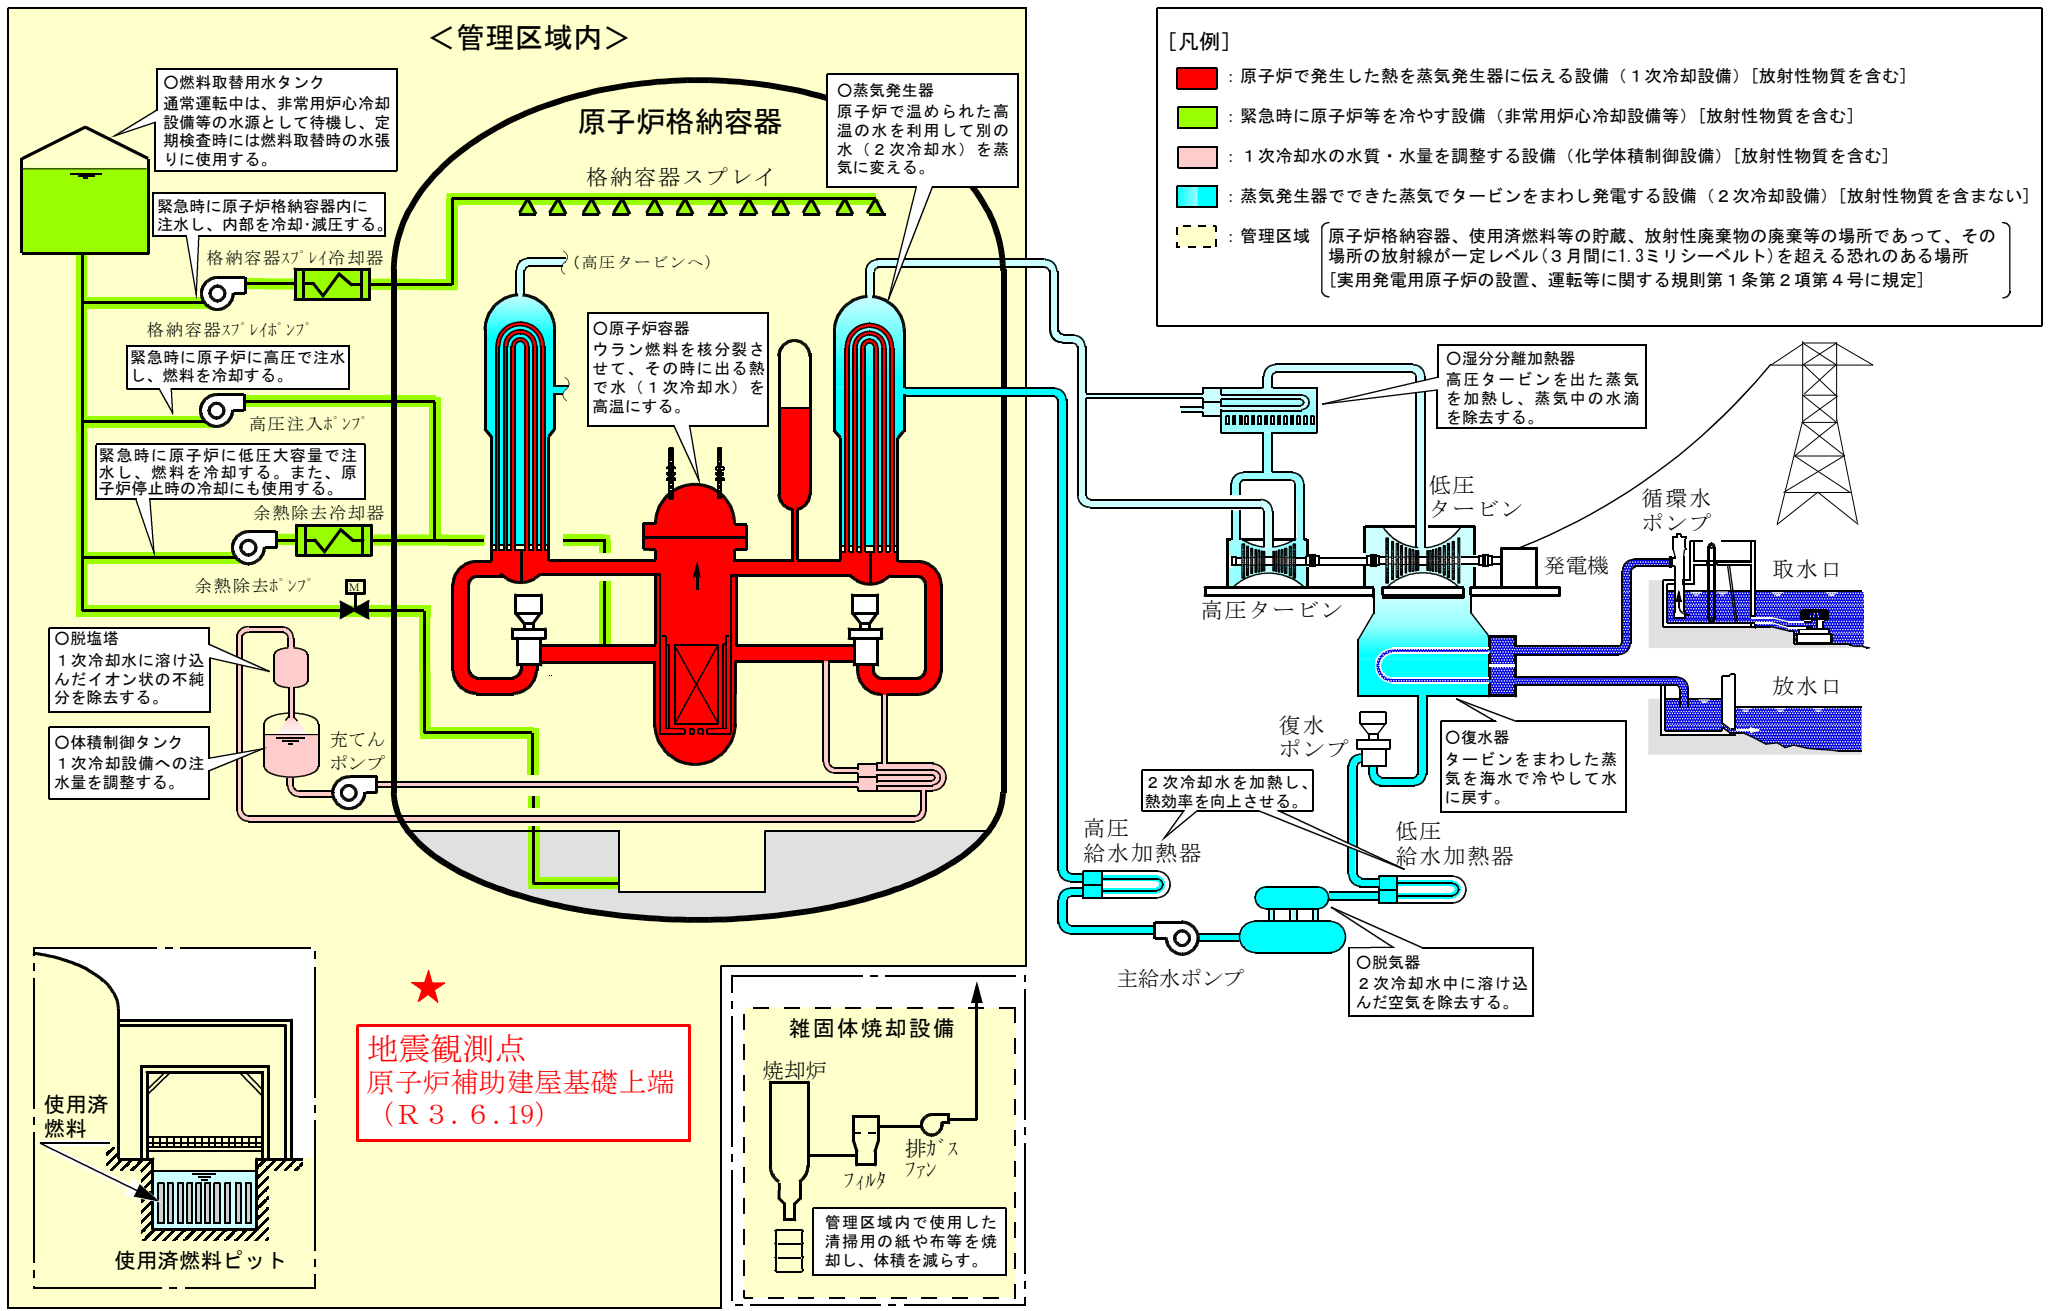 ＜管理区域内＞
○燃料取替用水タンク
通常運転中は、非常用炉心冷却
設備等の水源として待機し、定
期検査時には燃料取替時の水張
りに使用する。
緊急時に原子炉格納容器内に
注水し、内部を冷却･減圧する。
格納容器ｽﾌﾟﾚｲ冷却器
格納容器ｽﾌﾟﾚｲﾎﾟﾝﾌﾟ
緊急時に原子炉に高圧で注水
し、燃料を冷却する。
高圧注入ﾎﾟﾝﾌﾟ
緊急時に原子炉に低圧大容量で注
水し、燃料を冷却する。また、原
子炉停止時の冷却にも使用する。
余熱除去冷却器
余熱除去ﾎﾟﾝﾌﾟ
M
○脱塩塔
１次冷却水に溶け込
んだイオン状の不純
分を除去する。
○体積制御タンク
１次冷却設備への注
水量を調整する。
充てん
ポンプ
原子炉格納容器
格納容器スプレイ
（高圧タービンへ）
○蒸気発生器
原子炉で温められた高
温の水を利用して別の
水（２次冷却水）を蒸
気に変える。
○原子炉容器
ウラン燃料を核分裂さ
せて、その時に出る熱
で水（１次冷却水）を
高温にする。
［凡例］
：原子炉で発生した熱を蒸気発生器に伝える設備（１次冷却設備）［放射性物質を含む］
：緊急時に原子炉等を冷やす設備（非常用炉心冷却設備等）［放射性物質を含む］
：１次冷却水の水質・水量を調整する設備（化学体積制御設備）［放射性物質を含む］
：蒸気発生器でできた蒸気でタービンをまわし発電する設備（２次冷却設備）［放射性物質を含まない］
：管理区域
原子炉格納容器、使用済燃料等の貯蔵、放射性廃棄物の廃棄等の場所であって、その
場所の放射線が一定レベル(３月間に1.3ミリシーベルト)を超える恐れのある場所
［実用発電用原子炉の設置、運転等に関する規則第１条第２項第４号に規定］
○湿分分離加熱器
高圧タービンを出た蒸気
を加熱し、蒸気中の水滴
を除去する。
低圧
タービン
高圧タービン
発電機
循環水
ポンプ
取水口
放水口
復水
ポンプ
○復水器
タービンをまわした蒸
気を海水で冷やして水
に戻す。
２次冷却水を加熱し、
熱効率を向上させる。
高圧
給水加熱器
低圧
給水加熱器
主給水ポンプ
○脱気器
２次冷却水中に溶け込
んだ空気を除去する。
使用済
燃料
使用済燃料ピット
★
地震観測点
原子炉補助建屋基礎上端
（Ｒ３．６．19）
雑固体焼却設備
焼却炉
ﾌｨﾙﾀ
排ｶﾞｽ
ﾌｧﾝ
管理区域内で使用した
清掃用の紙や布等を焼
却し、体積を減らす。